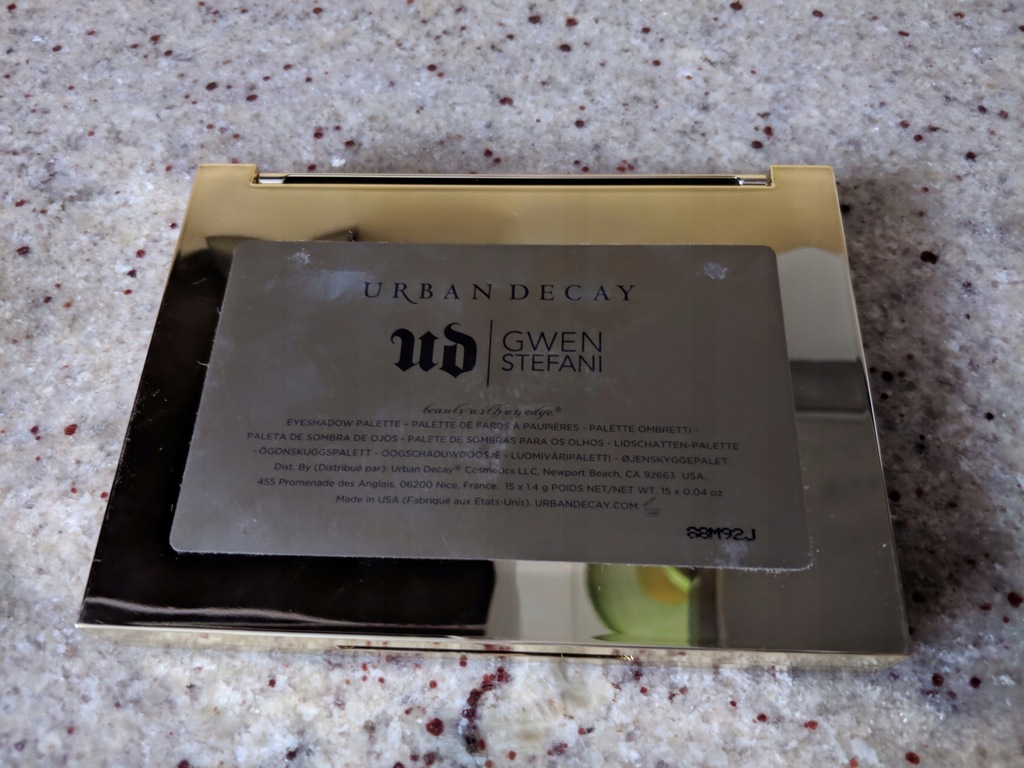 URBAN DECAY
UD
GWEN
STEFANI
beauty with an edge®
EYESHADOW PALETTE – PALETTE DE FARDS À PAUPIÈRES - PALETTE OMBRETTI -
PALETA DE SOMBRA DE OJOS - PALETE DE SOMBRAS PARA OS OLHOS - LIDSCHATTEN-PALETTE
- ÖGONSKUGGSPALETT - OOGSCHADUWDOOSJE - LUOMIVÄRIPALETTI - ØJENSKYGGEPALET.
Dist. By (Distribué par): Urban Decay® Cosmetics LLC, Newport Beach, CA 92663 USA,
455 Promenade des Anglais, 06200 Nice, France. 15 x 1.4 g POIDS NET/NET WT. 15 x 0.04 oz
Made in USA (Fabriqué aux Etats-Unis). URBANDECAY.COM
88M92J